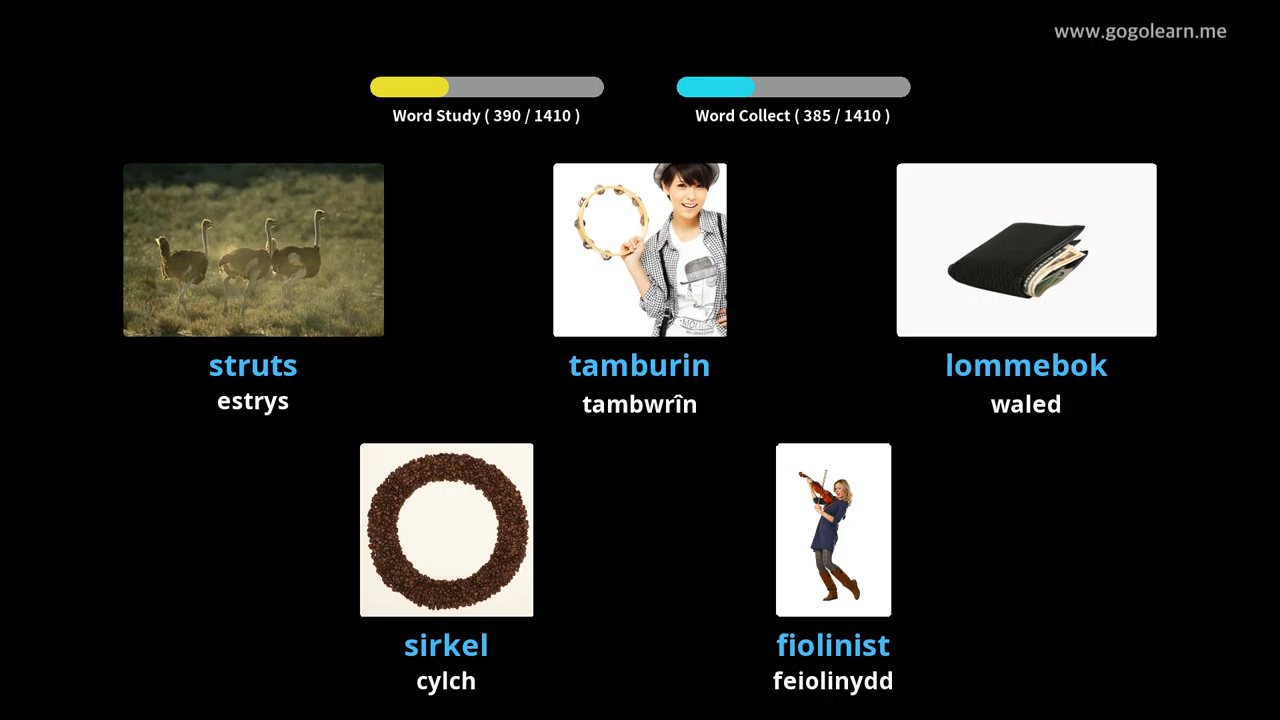 www.gogolearn.me
Word Study ( 390 / 1410 )
Word Collect ( 385 / 1410 )
struts
estrys
tamburin
tambwrîn
lommebok
waled
sirkel
cylch
fiolinist
feiolinydd